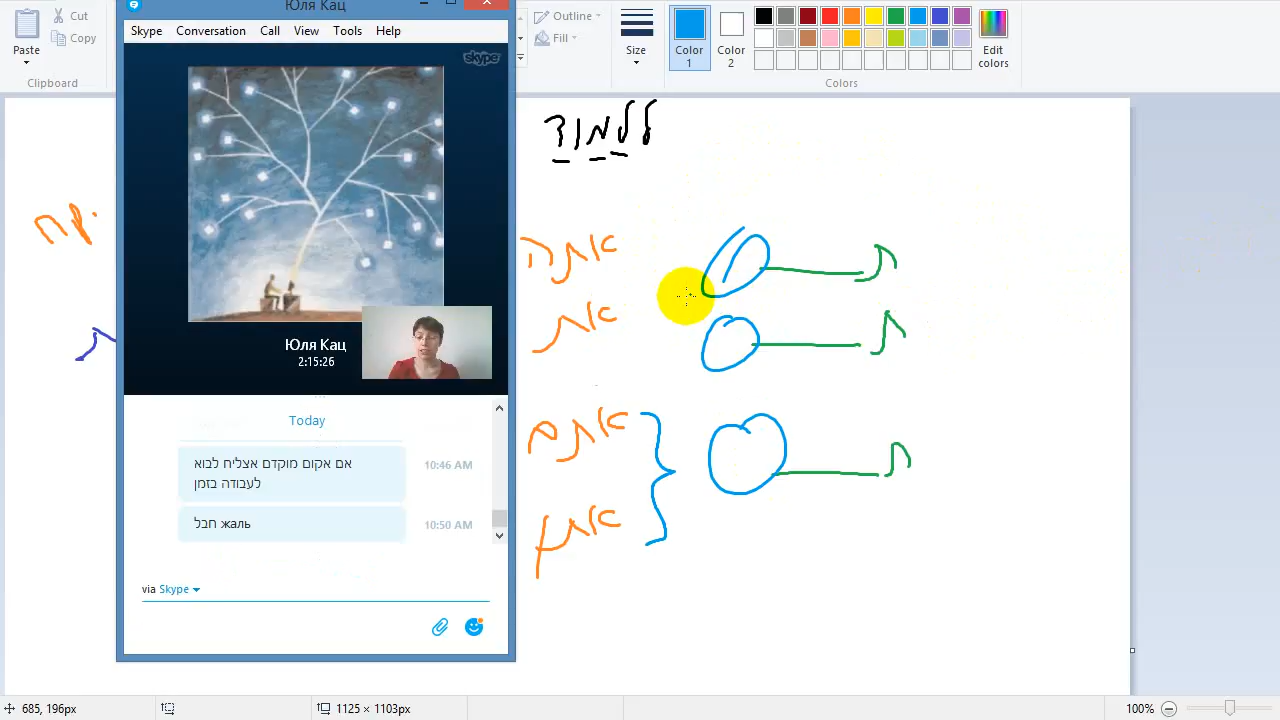 Юля Кац
Skype Conversation Call View Tools Help
skype
Юля Кац
2:15:26
Today
אם אקום מוקדם אצליח לבוא
לעבודה בזמן
10:46 AM
חבל жаль
10:50 AM
via Skype
Paste
Cut
Copy
Clipboard
Outline
Fill
Size
Color
1
Color
2
Edit
colors
Colors
ללמוד
אתה
ת
את
ת
אתם
ת
אתן
685, 196px
1125 × 1103px
100%